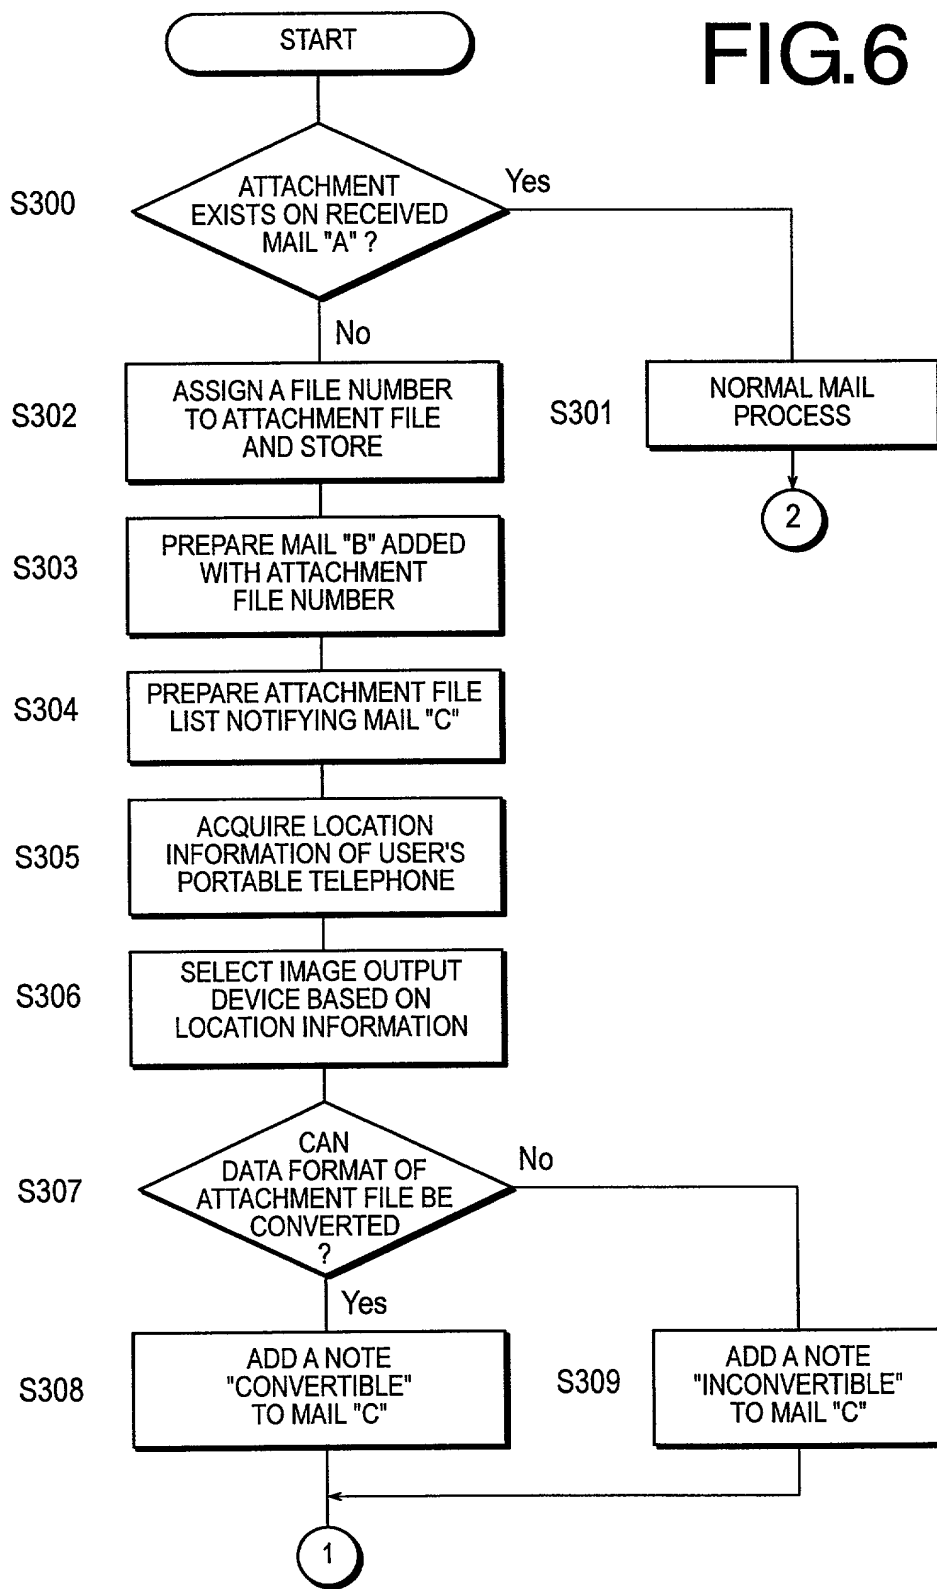 FIG.6
START
S300
ATTACHMENT
EXISTS ON RECEIVED
MAIL "A" ?
Yes
No
S302
ASSIGN A FILE NUMBER
TO ATTACHMENT FILE
AND STORE
S301
NORMAL MAIL
PROCESS
2
S303
PREPARE MAIL "B" ADDED
WITH ATTACHMENT
FILE NUMBER
S304
PREPARE ATTACHMENT FILE
LIST NOTIFYING MAIL "C"
S305
ACQUIRE LOCATION
INFORMATION OF USER'S
PORTABLE TELEPHONE
S306
SELECT IMAGE OUTPUT
DEVICE BASED ON
LOCATION INFORMATION
S307
CAN
DATA FORMAT OF
ATTACHMENT FILE BE
CONVERTED
?
No
Yes
S308
ADD A NOTE
"CONVERTIBLE"
TO MAIL "C"
S309
ADD A NOTE
"INCONVERTIBLE"
TO MAIL "C"
1